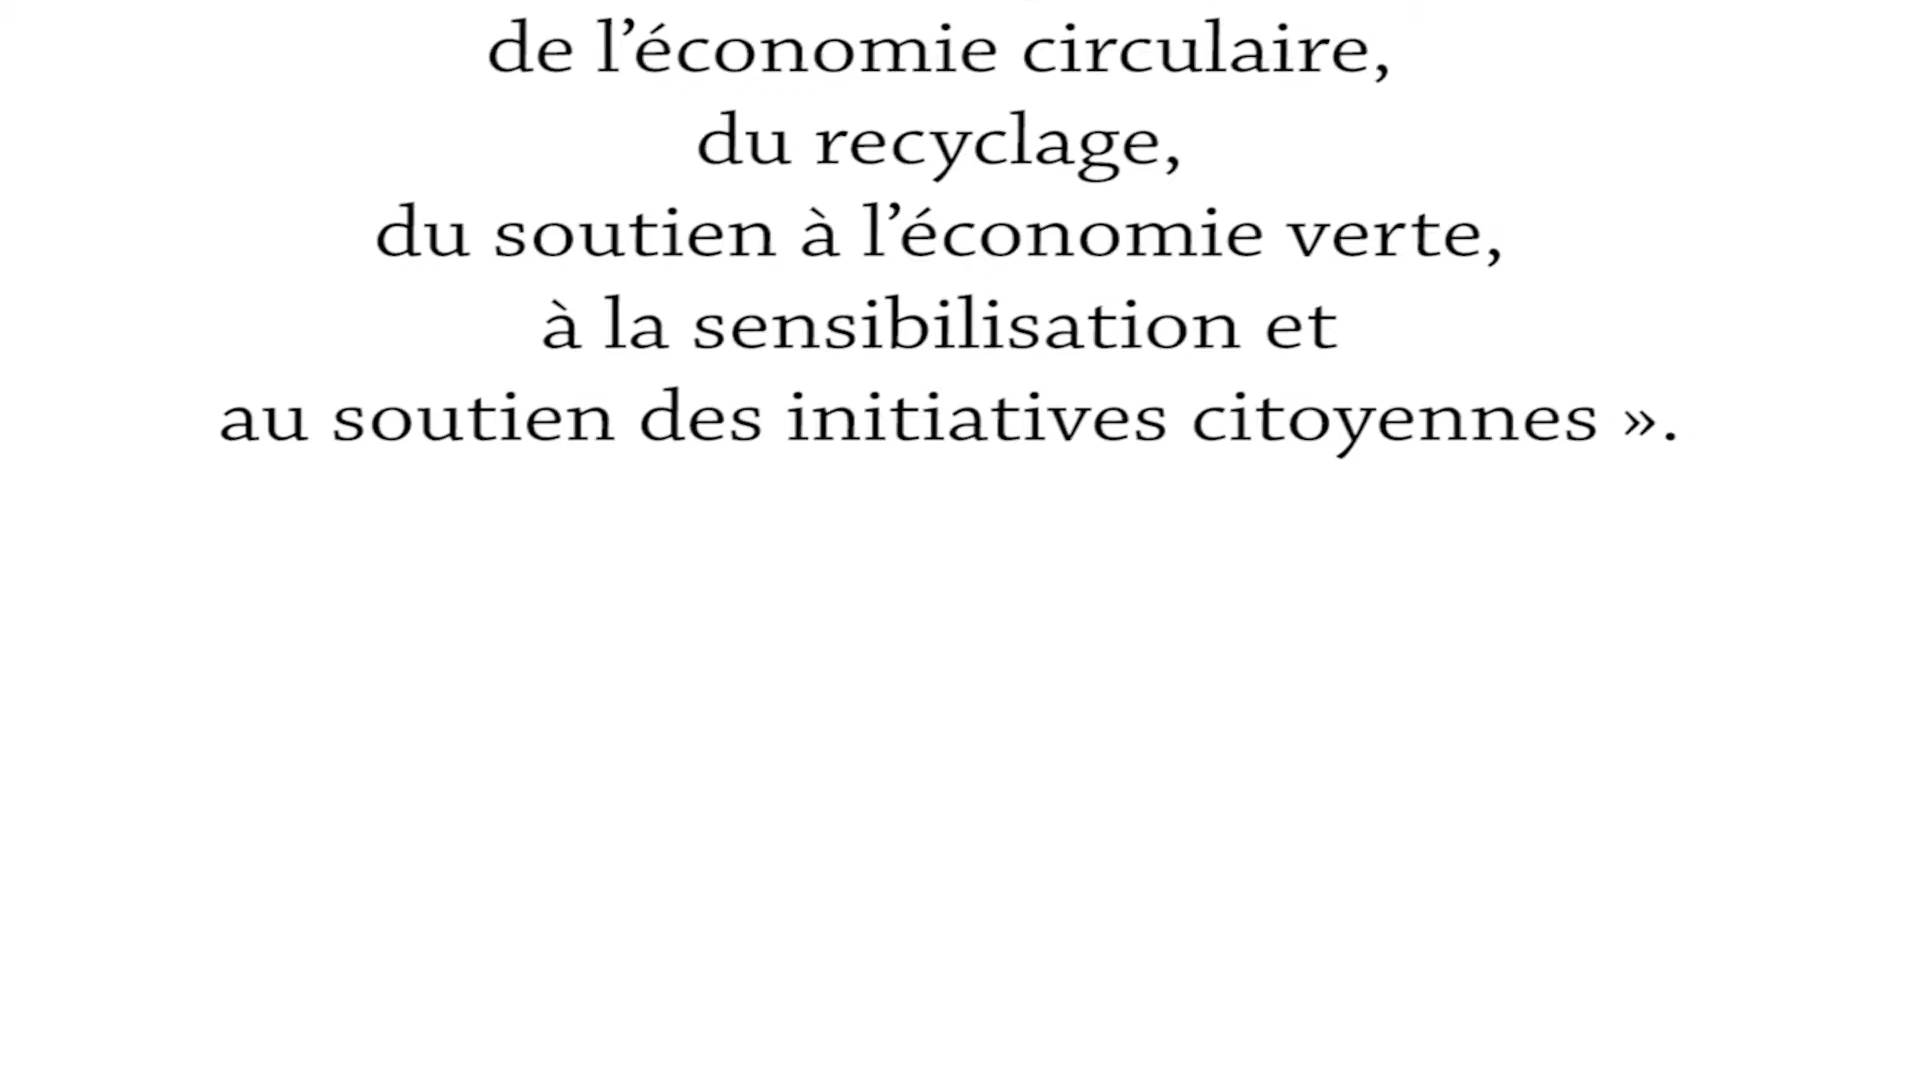 de l’économie circulaire,
du recyclage,
du soutien à l’économie verte,
à la sensibilisation et
au soutien des initiatives citoyennes ».